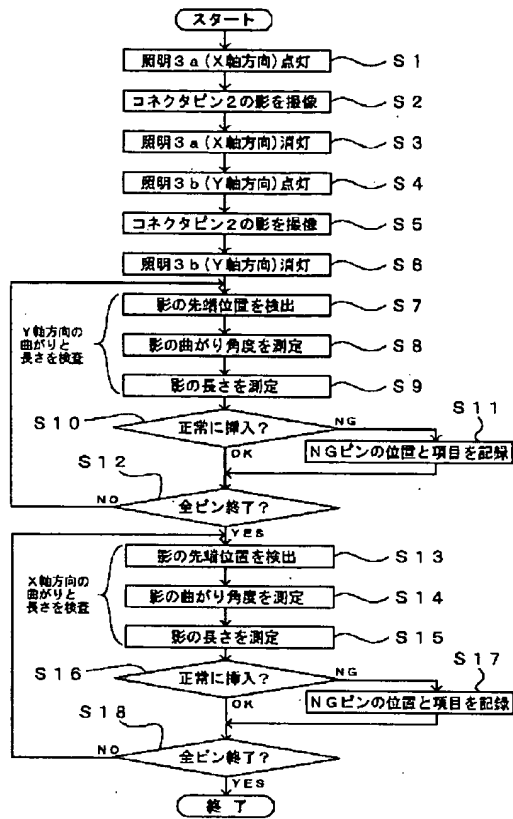 スタート
照明3a(X軸方向)点灯 S1
コネクタピン2の影を撮像 S2
照明3a(X軸方向)消灯 S3
照明3b(Y軸方向)点灯 S4
コネクタピン2の影を撮像 S5
照明3b(Y軸方向)消灯 S6
影の先端位置を検出 S7
Y軸方向の
曲がりと
長さを検査
影の曲がり角度を測定 S8
影の長さを測定 S9
S10 正常に挿入? NG S11
OK NGピンの位置と項目を記録
S12
NO 全ピン終了?
YES
影の先端位置を検出 S13
X軸方向の
曲がりと
長さを検査
影の曲がり角度を測定 S14
影の長さを測定 S15
S16 正常に挿入? NG S17
OK NGピンの位置と項目を記録
S18
NO 全ピン終了?
YES
終了